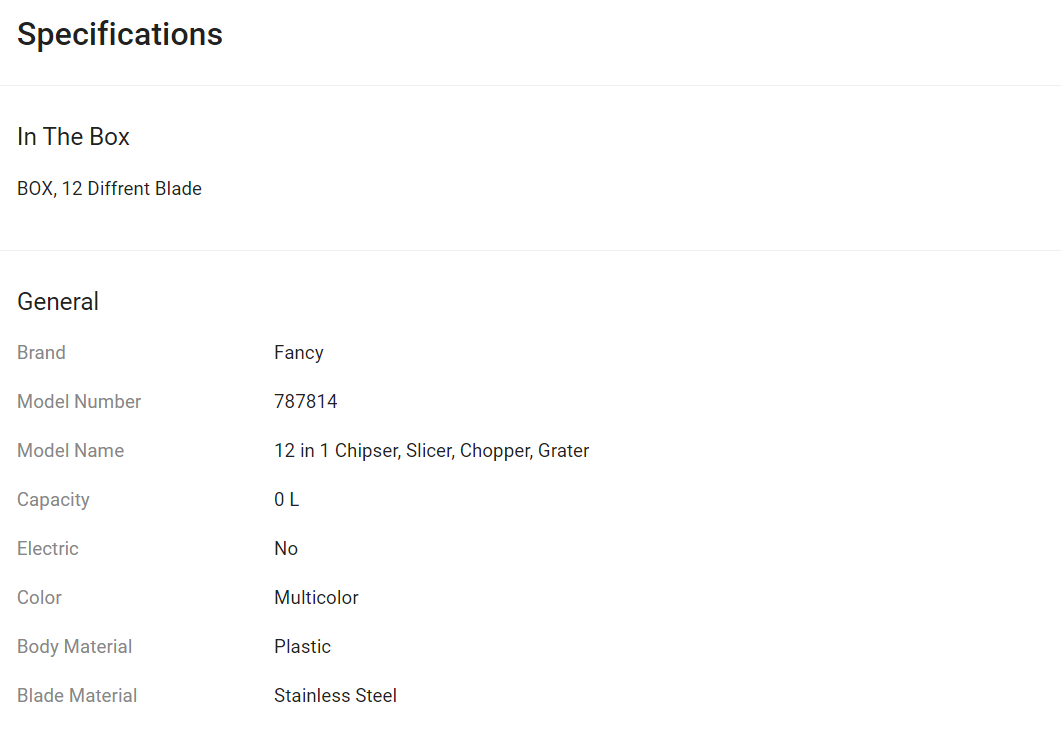 Specifications
In The Box
BOX, 12 Diffrent Blade
General
Brand Fancy
Model Number 787814
Model Name 12 in 1 Chipser, Slicer, Chopper, Grater
Capacity 0 L
Electric No
Color Multicolor
Body Material Plastic
Blade Material Stainless Steel